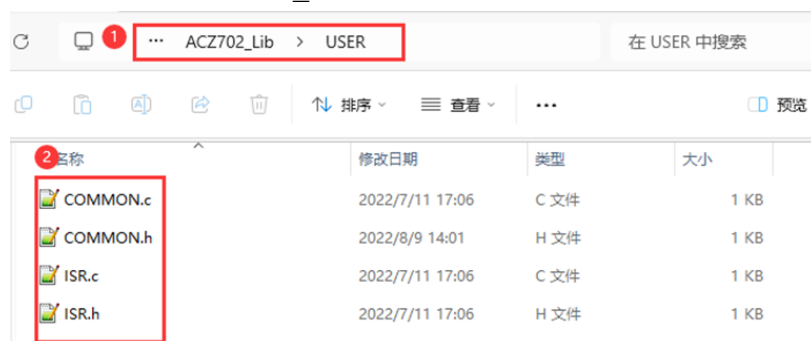 1 ... ACZ702_Lib > USER 在 USER 中搜索
排序 查看 ... 预览
2 名称 修改日期 类型 大小
COMMON.c 2022/7/11 17:06 C 文件 1 KB
COMMON.h 2022/8/9 14:01 H 文件 1 KB
ISR.c 2022/7/11 17:06 C 文件 1 KB
ISR.h 2022/7/11 17:06 H 文件 1 KB